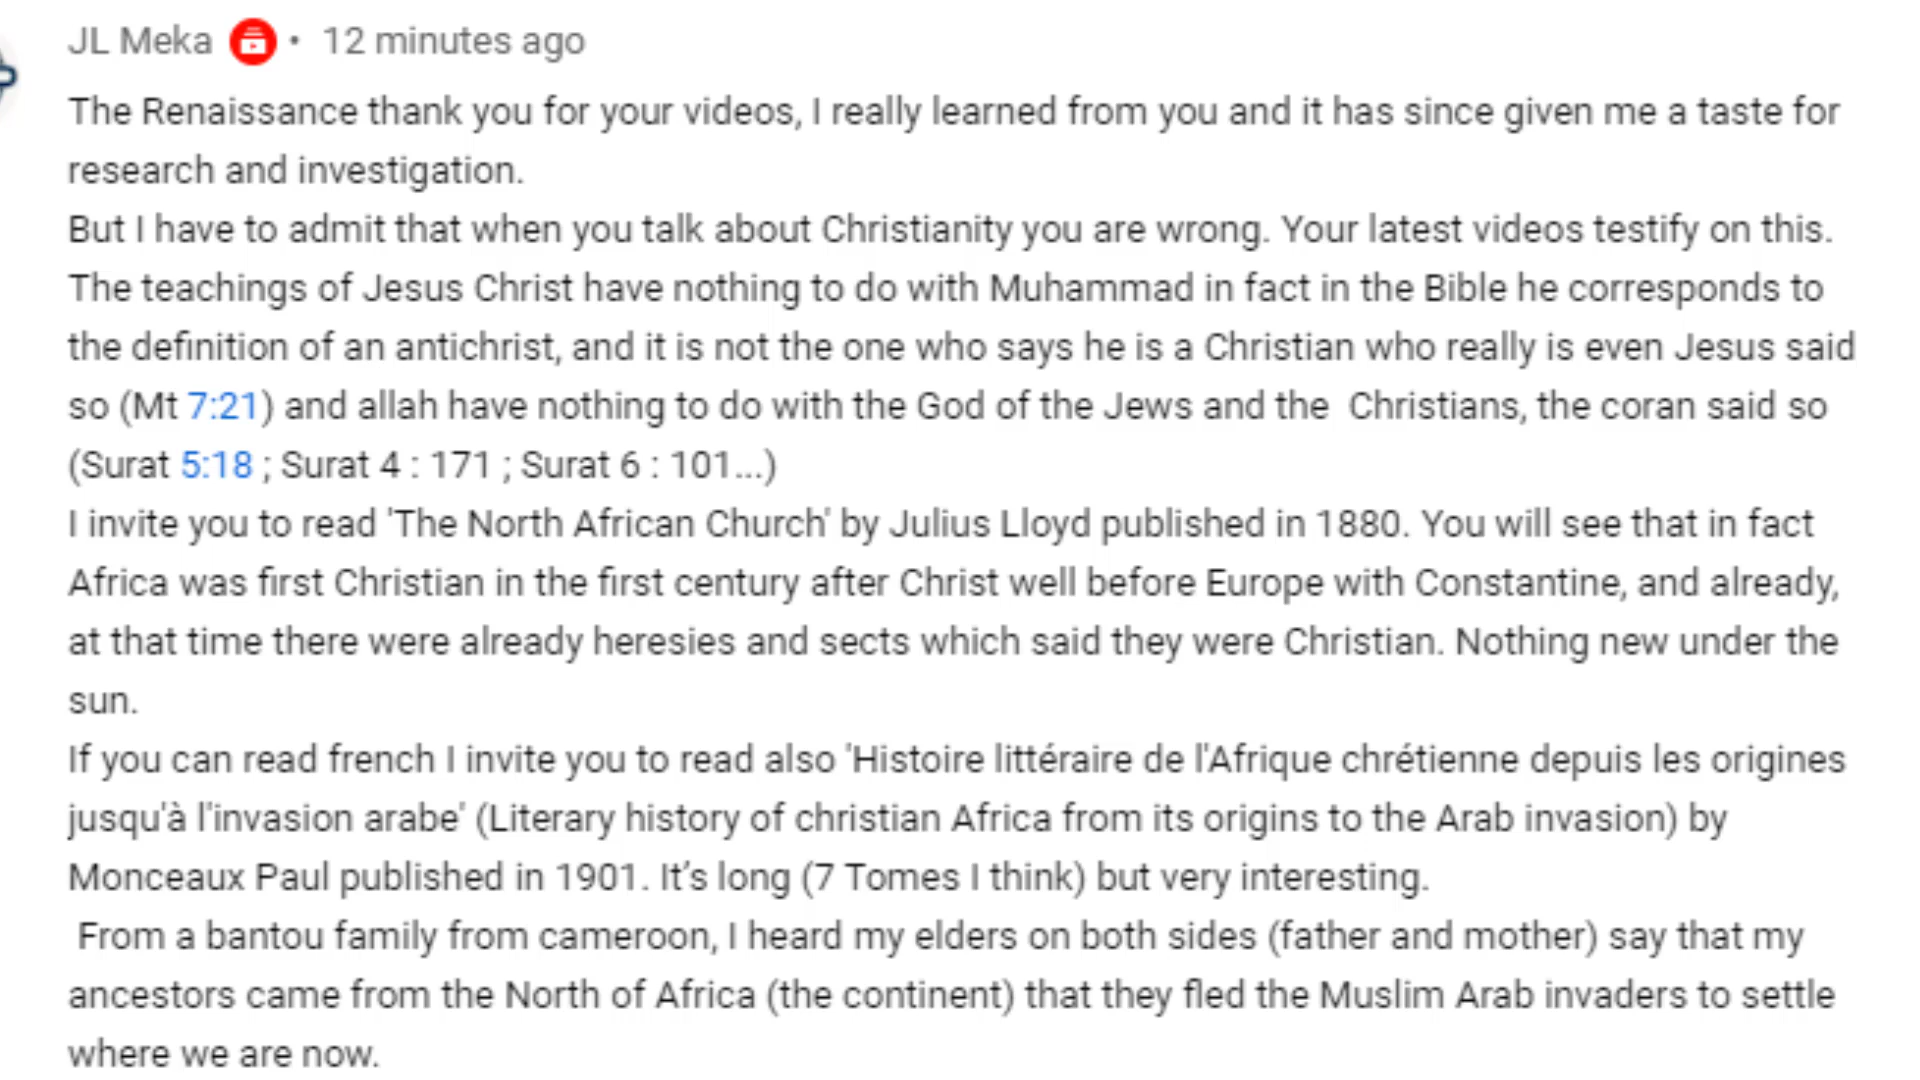 JL Meka • 12 minutes ago
The Renaissance thank you for your videos, I really learned from you and it has since given me a taste for
research and investigation.
But I have to admit that when you talk about Christianity you are wrong. Your latest videos testify on this.
The teachings of Jesus Christ have nothing to do with Muhammad in fact in the Bible he corresponds to
the definition of an antichrist, and it is not the one who says he is a Christian who really is even Jesus said
so (Mt 7:21) and allah have nothing to do with the God of the Jews and the  Christians, the coran said so
(Surat 5:18 ; Surat 4 : 171 ; Surat 6 : 101...)
I invite you to read 'The North African Church' by Julius Lloyd published in 1880. You will see that in fact
Africa was first Christian in the first century after Christ well before Europe with Constantine, and already,
at that time there were already heresies and sects which said they were Christian. Nothing new under the
sun.
If you can read french I invite you to read also 'Histoire littéraire de l'Afrique chrétienne depuis les origines
jusqu'à l'invasion arabe' (Literary history of christian Africa from its origins to the Arab invasion) by
Monceaux Paul published in 1901. It’s long (7 Tomes I think) but very interesting.
From a bantou family from cameroon, I heard my elders on both sides (father and mother) say that my
ancestors came from the North of Africa (the continent) that they fled the Muslim Arab invaders to settle
where we are now.